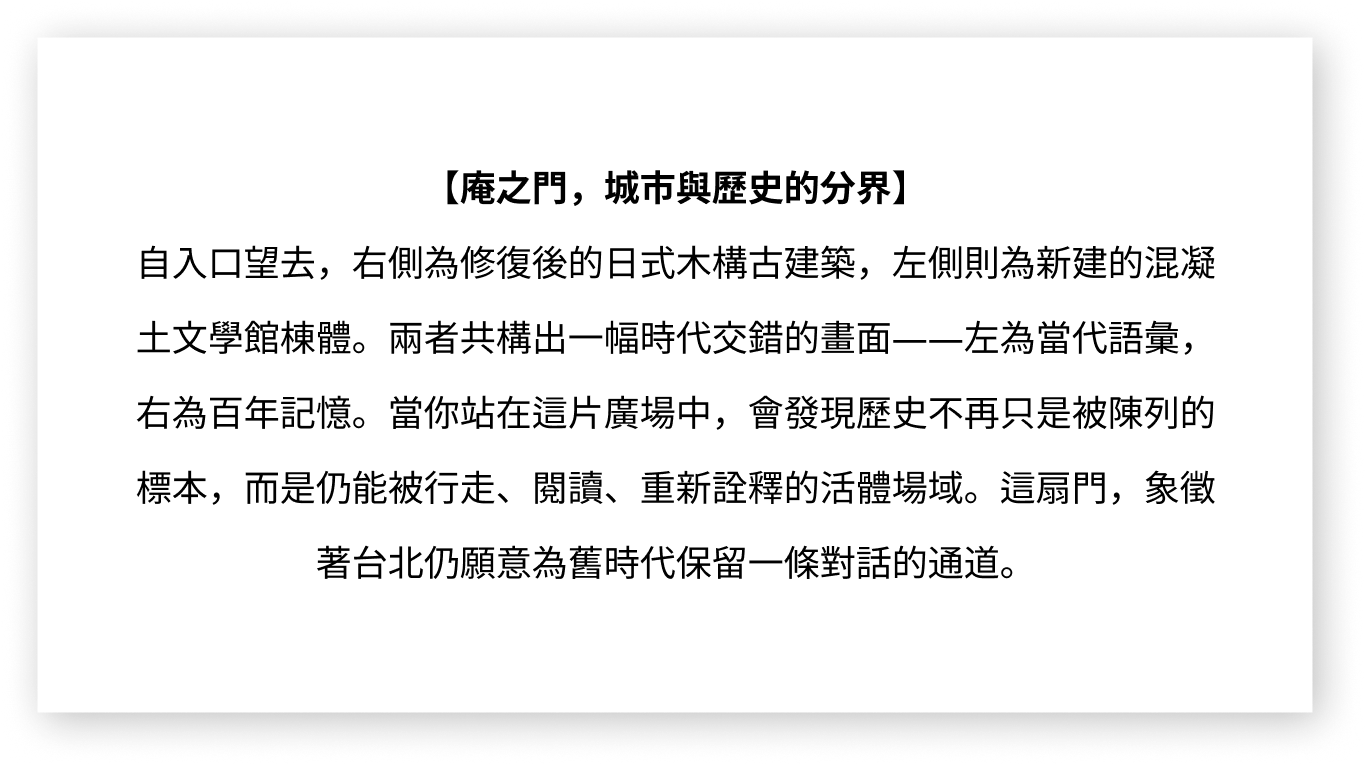 【庵之門，城市與歷史的分界】
自入口望去，右側為修復後的日式木構古建築，左側則為新建的混凝
土文學館棟體。兩者共構出一幅時代交錯的畫面——左為當代語彙，
右為百年記憶。當你站在這片廣場中，會發現歷史不再只是被陳列的
標本，而是仍能被行走、閱讀、重新詮釋的活體場域。這扇門，象徵
著台北仍願意為舊時代保留一條對話的通道。